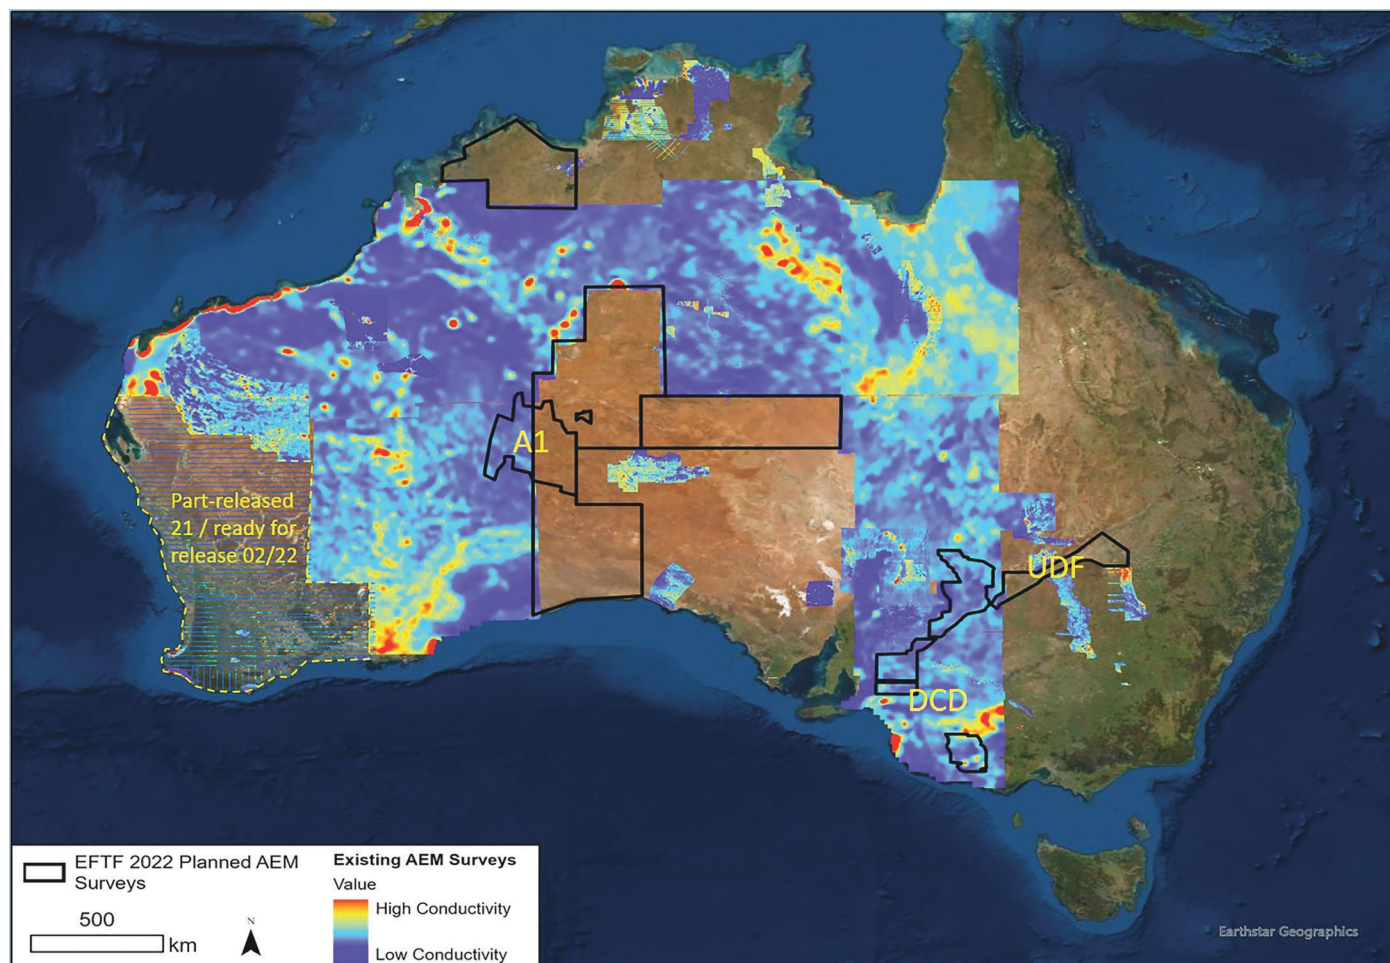 A1
Part-released
21 / ready for
release 02/22
UDF
DCD
EFTF 2022 Planned AEM
Surveys
500
km
N
Existing AEM Surveys
Value
High Conductivity
Low Conductivity
Earthstar Geographics